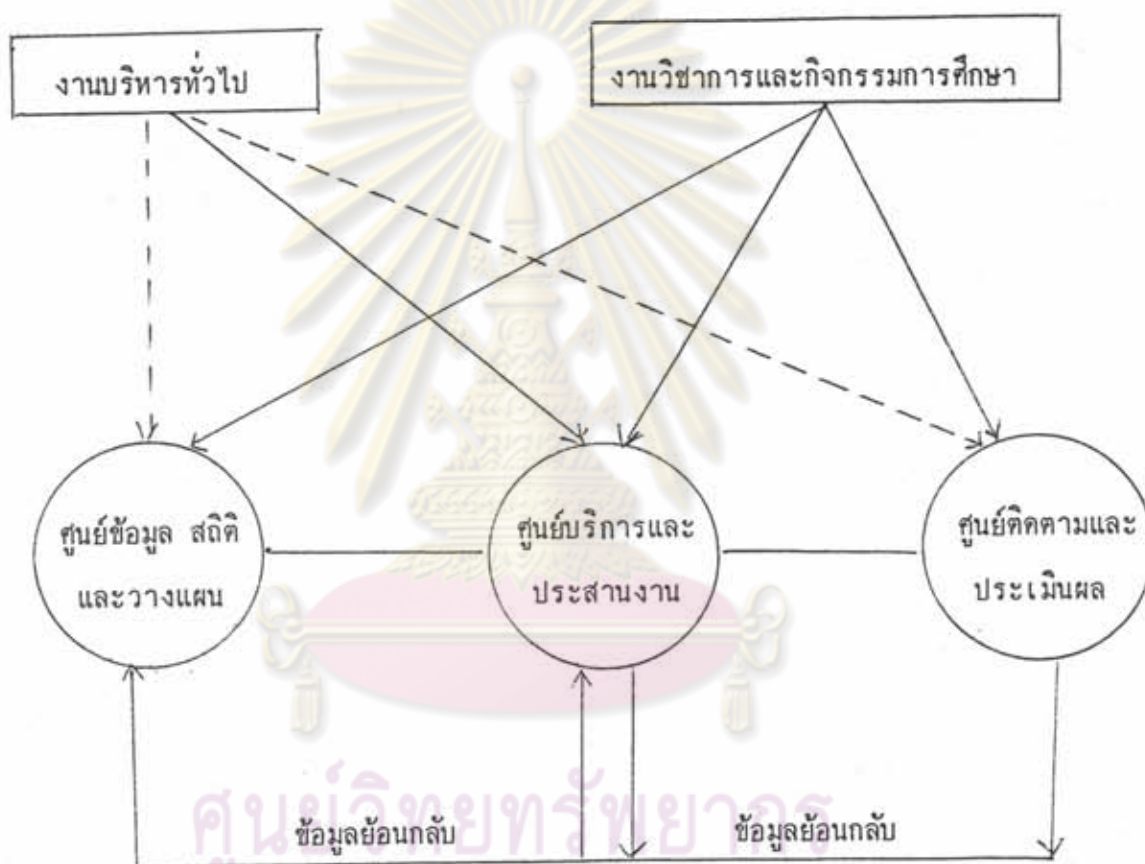 งานบริหารทั่วไป
งานวิชาการและกิจกรรมการศึกษา
ศูนย์ข้อมูล สถิติ
และวางแผน
ศูนย์บริการและ
ประสานงาน
ศูนย์ติดตามและ
ประเมินผล
ข้อมูลย้อนกลับ
ข้อมูลย้อนกลับ
ศูนย์วิทยทรัพยากร